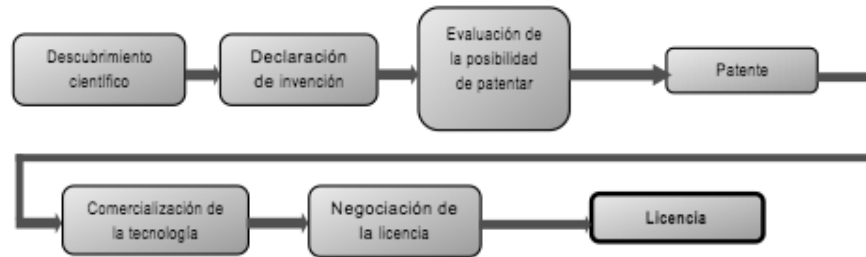 Descubrimiento
científico
Declaración
de invención
Evaluación de
la posibilidad
de patentar
Patente
Comercialización de
la tecnología
Negociación de
la licencia
Licencia